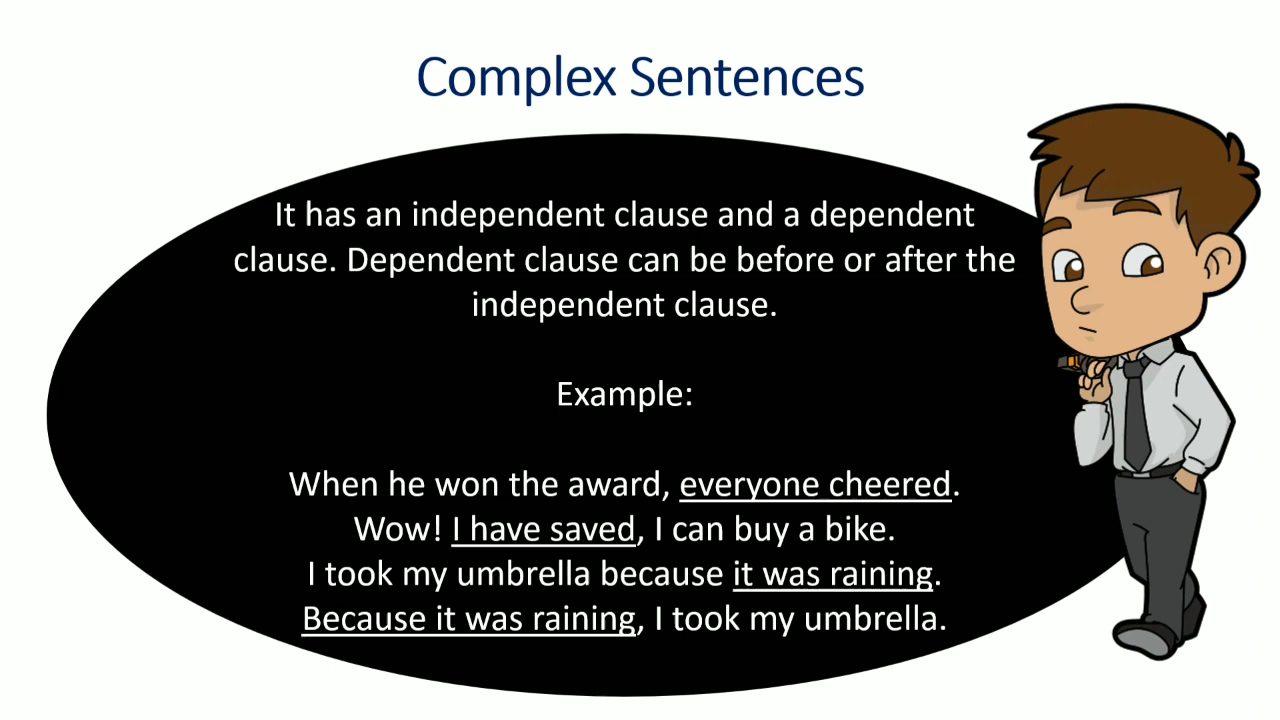 Complex Sentences
It has an independent clause and a dependent
clause. Dependent clause can be before or after the
independent clause.
Example:
When he won the award, everyone cheered.
Wow! I have saved, I can buy a bike.
I took my umbrella because it was raining.
Because it was raining, I took my umbrella.